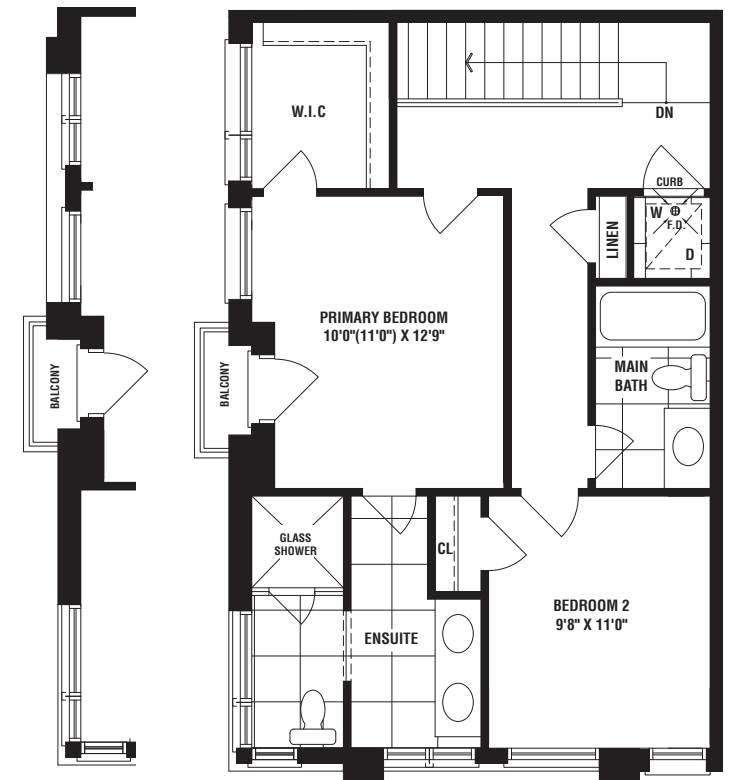 W.I.C
DN
CURB
W
F.D.
D
LINEN
PRIMARY BEDROOM
10'0"(11'0") X 12'9"
BALCONY
BALCONY
MAIN
BATH
GLASS
SHOWER
CL
ENSUITE
BEDROOM 2
9'8" X 11'0"